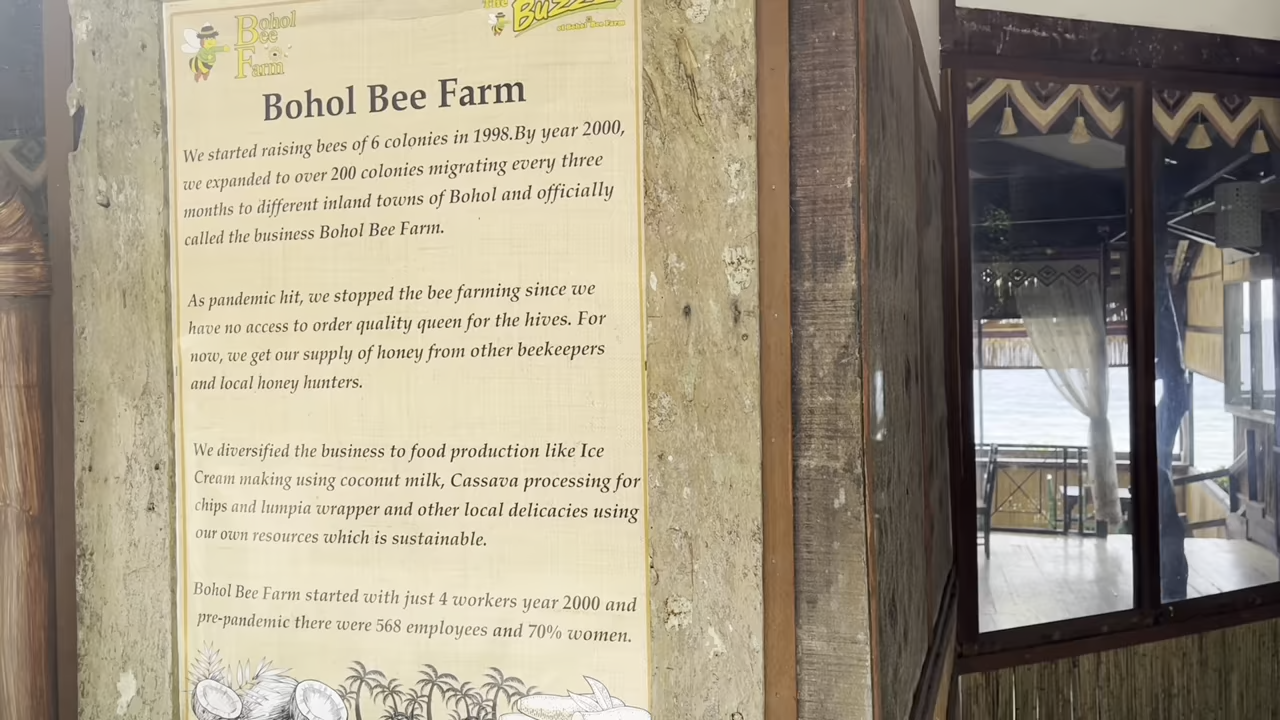 Bohol
Bee
Farm
The
Buzzz
of Bohol Bee Farm
Bohol Bee Farm
We started raising bees of 6 colonies in 1998.By year 2000,
we expanded to over 200 colonies migrating every three
months to different inland towns of Bohol and officially
called the business Bohol Bee Farm.
As pandemic hit, we stopped the bee farming since we
have no access to order quality queen for the hives. For
now, we get our supply of honey from other beekeepers
and local honey hunters.
We diversified the business to food production like Ice
Cream making using coconut milk, Cassava processing for
chips and lumpia wrapper and other local delicacies using
our own resources which is sustainable.
Bohol Bee Farm started with just 4 workers year 2000 and
pre-pandemic there were 568 employees and 70% women.